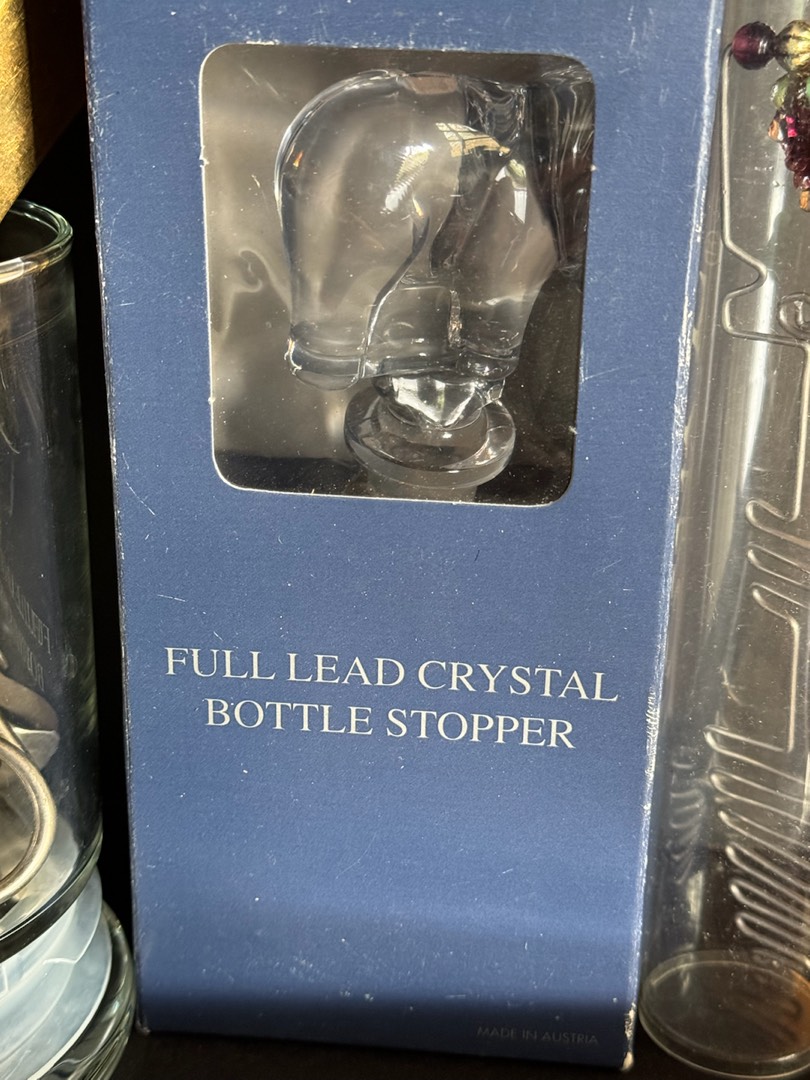 FULL LEAD CRYSTAL
BOTTLE STOPPER
MADE IN AUSTRIA